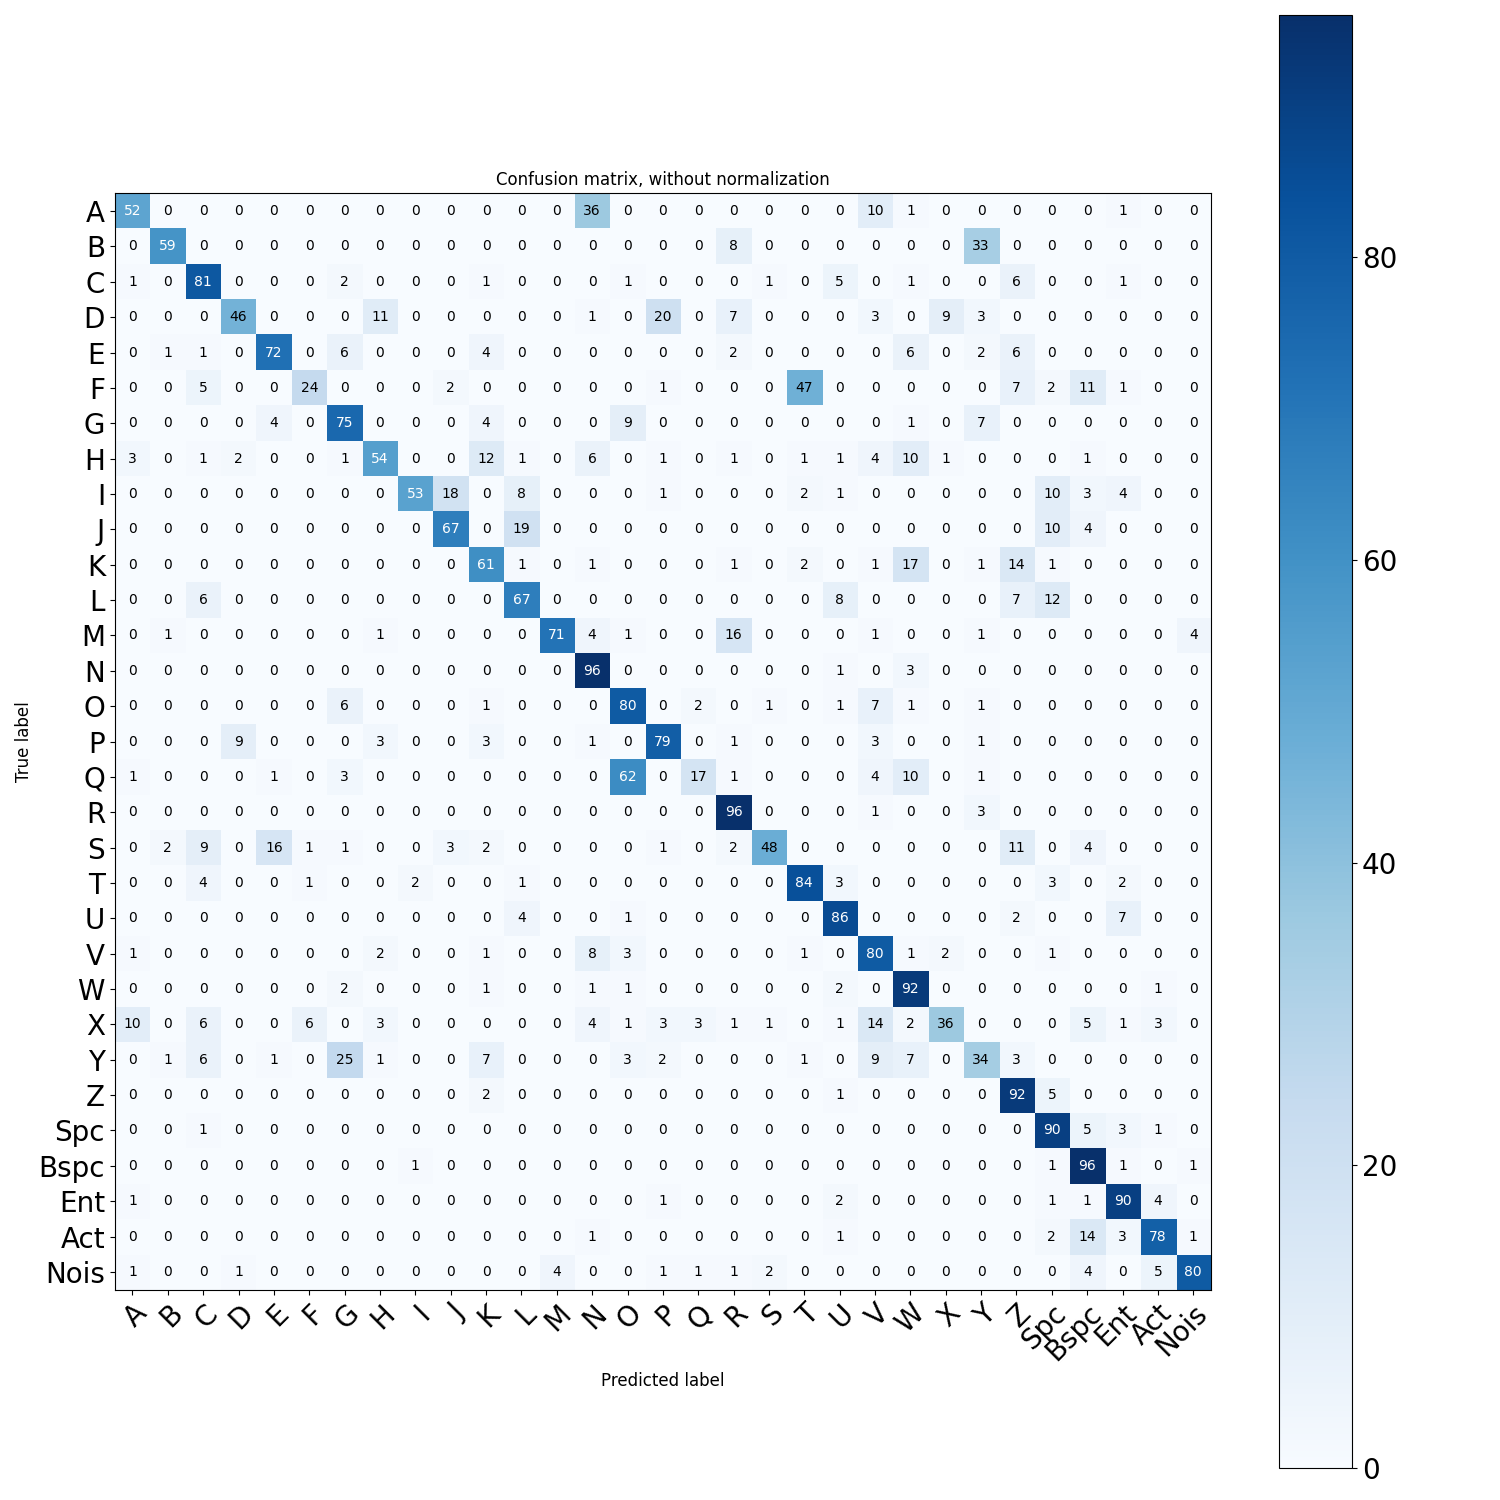 Confusion matrix, without normalization
A 52 0 0 0 0 0 0 0 0 0 0 0 0 36 0 0 0 0 0 0 0 10 1 0 0 0 0 0 1 0 0
B 0 59 0 0 0 0 0 0 0 0 0 0 0 0 0 0 0 8 0 0 0 0 0 0 33 0 0 0 0 0 0
C 1 0 81 0 0 0 2 0 0 0 1 0 0 0 1 0 0 0 1 0 5 0 1 0 0 6 0 0 1 0 0
D 0 0 0 46 0 0 0 11 0 0 0 0 0 1 0 20 0 7 0 0 0 3 0 9 3 0 0 0 0 0 0
E 0 1 1 0 72 0 6 0 0 0 4 0 0 0 0 0 0 2 0 0 0 0 6 0 2 6 0 0 0 0 0
F 0 0 5 0 0 24 0 0 0 2 0 0 0 0 0 1 0 0 0 47 0 0 0 0 0 7 2 11 1 0 0
G 0 0 0 0 4 0 75 0 0 0 4 0 0 0 9 0 0 0 0 0 0 0 1 0 7 0 0 0 0 0 0
H 3 0 1 2 0 0 1 54 0 0 12 1 0 6 0 1 0 1 0 1 1 4 10 1 0 0 0 1 0 0 0
I 0 0 0 0 0 0 0 0 53 18 0 8 0 0 0 1 0 0 0 2 1 0 0 0 0 0 10 3 4 0 0
J 0 0 0 0 0 0 0 0 0 67 0 19 0 0 0 0 0 0 0 0 0 0 0 0 0 0 10 4 0 0 0
K 0 0 0 0 0 0 0 0 0 0 61 1 0 1 0 0 0 1 0 2 0 1 17 0 1 14 1 0 0 0 0
L 0 0 6 0 0 0 0 0 0 0 0 67 0 0 0 0 0 0 0 0 8 0 0 0 0 7 12 0 0 0 0
M 0 1 0 0 0 0 0 1 0 0 0 0 71 4 1 0 0 16 0 0 0 1 0 0 1 0 0 0 0 0 4
N 0 0 0 0 0 0 0 0 0 0 0 0 0 96 0 0 0 0 0 0 1 0 3 0 0 0 0 0 0 0 0
O 0 0 0 0 0 0 6 0 0 0 1 0 0 0 80 0 2 0 1 0 1 7 1 0 1 0 0 0 0 0 0
P 0 0 0 9 0 0 0 3 0 0 3 0 0 1 0 79 0 1 0 0 0 3 0 0 1 0 0 0 0 0 0
Q 1 0 0 0 1 0 3 0 0 0 0 0 0 0 62 0 17 1 0 0 0 4 10 0 1 0 0 0 0 0 0
R 0 0 0 0 0 0 0 0 0 0 0 0 0 0 0 0 0 96 0 0 0 1 0 0 3 0 0 0 0 0 0
S 0 2 9 0 16 1 1 0 0 3 2 0 0 0 0 1 0 2 48 0 0 0 0 0 0 11 0 4 0 0 0
T 0 0 4 0 0 1 0 0 2 0 0 1 0 0 0 0 0 0 0 84 3 0 0 0 0 0 3 0 2 0 0
U 0 0 0 0 0 0 0 0 0 0 0 4 0 0 1 0 0 0 0 0 86 0 0 0 0 2 0 0 7 0 0
V 1 0 0 0 0 0 0 2 0 0 1 0 0 8 3 0 0 0 0 1 0 80 1 2 0 0 1 0 0 0 0
W 0 0 0 0 0 0 2 0 0 0 1 0 0 1 1 0 0 0 0 0 2 0 92 0 0 0 0 0 0 1 0
X 10 0 6 0 0 6 0 3 0 0 0 0 0 4 1 3 3 1 1 0 1 14 2 36 0 0 0 5 1 3 0
Y 0 1 6 0 1 0 25 1 0 0 7 0 0 0 3 2 0 0 0 1 0 9 7 0 34 3 0 0 0 0 0
Z 0 0 0 0 0 0 0 0 0 0 2 0 0 0 0 0 0 0 0 0 1 0 0 0 0 92 5 0 0 0 0
Spc 0 0 1 0 0 0 0 0 0 0 0 0 0 0 0 0 0 0 0 0 0 0 0 0 0 0 90 5 3 1 0
Bspc 0 0 0 0 0 0 0 0 1 0 0 0 0 0 0 0 0 0 0 0 0 0 0 0 0 0 1 96 1 0 1
Ent 1 0 0 0 0 0 0 0 0 0 0 0 0 0 0 1 0 0 0 0 2 0 0 0 0 0 1 1 90 4 0
Act 0 0 0 0 0 0 0 0 0 0 0 0 0 1 0 0 0 0 0 0 1 0 0 0 0 0 2 14 3 78 1
Nois 1 0 0 1 0 0 0 0 0 0 0 0 4 0 0 1 1 1 2 0 0 0 0 0 0 0 0 4 0 5 80
A B C D E F G H I J K L M N O P Q R S T U V W X Y Z Spc Bspc Ent Act Nois
True label
Predicted label
80
60
40
20
0